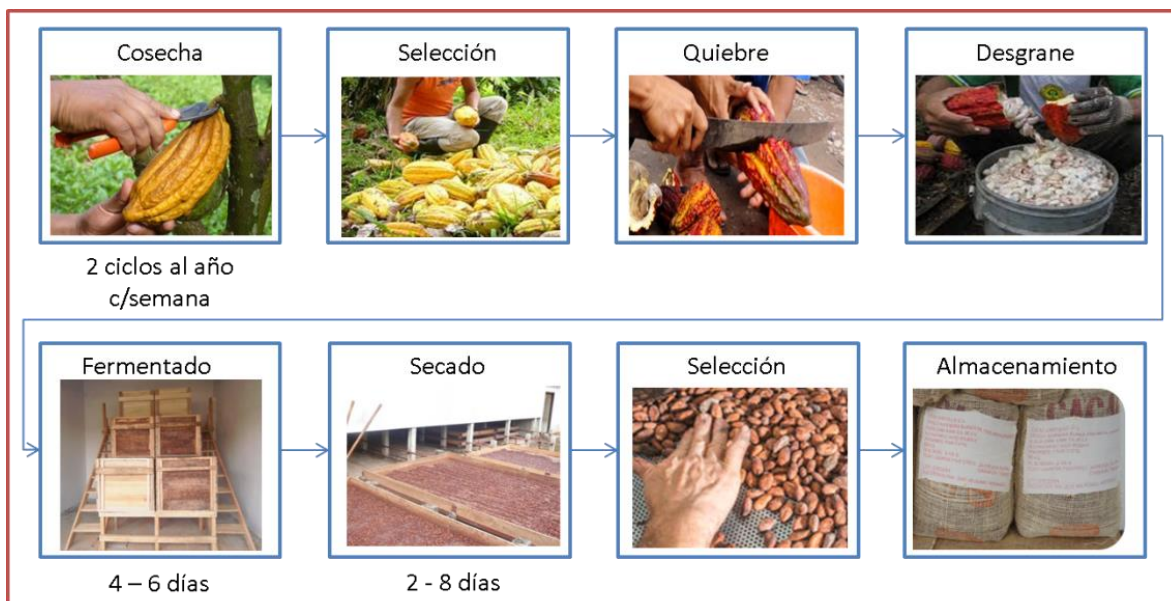 Cosecha
Selección
Quiebre
Desgrane
2 ciclos al año
c/semana
Fermentado
Secado
Selección
Almacenamiento
4 – 6 días
2 - 8 días